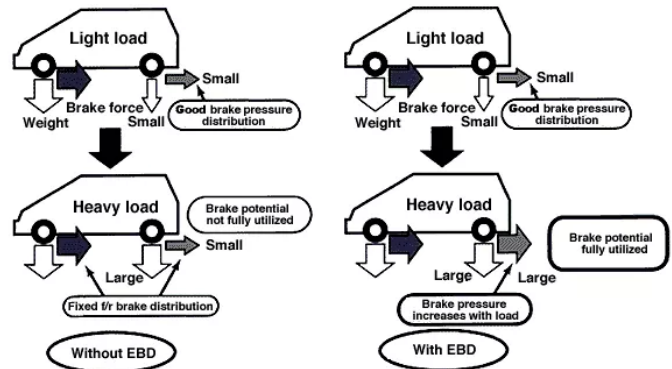 Light load
Small
Brake force
Weight
Small
Good brake pressure
distribution
Heavy load
Brake potential
not fully utilized
Small
Large
Fixed f/r brake distribution
Without EBD
Light load
Small
Brake force
Weight
Small
Good brake pressure
distribution
Heavy load
Brake potential
fully utilized
Large
Large
Brake pressure
increases with load
With EBD